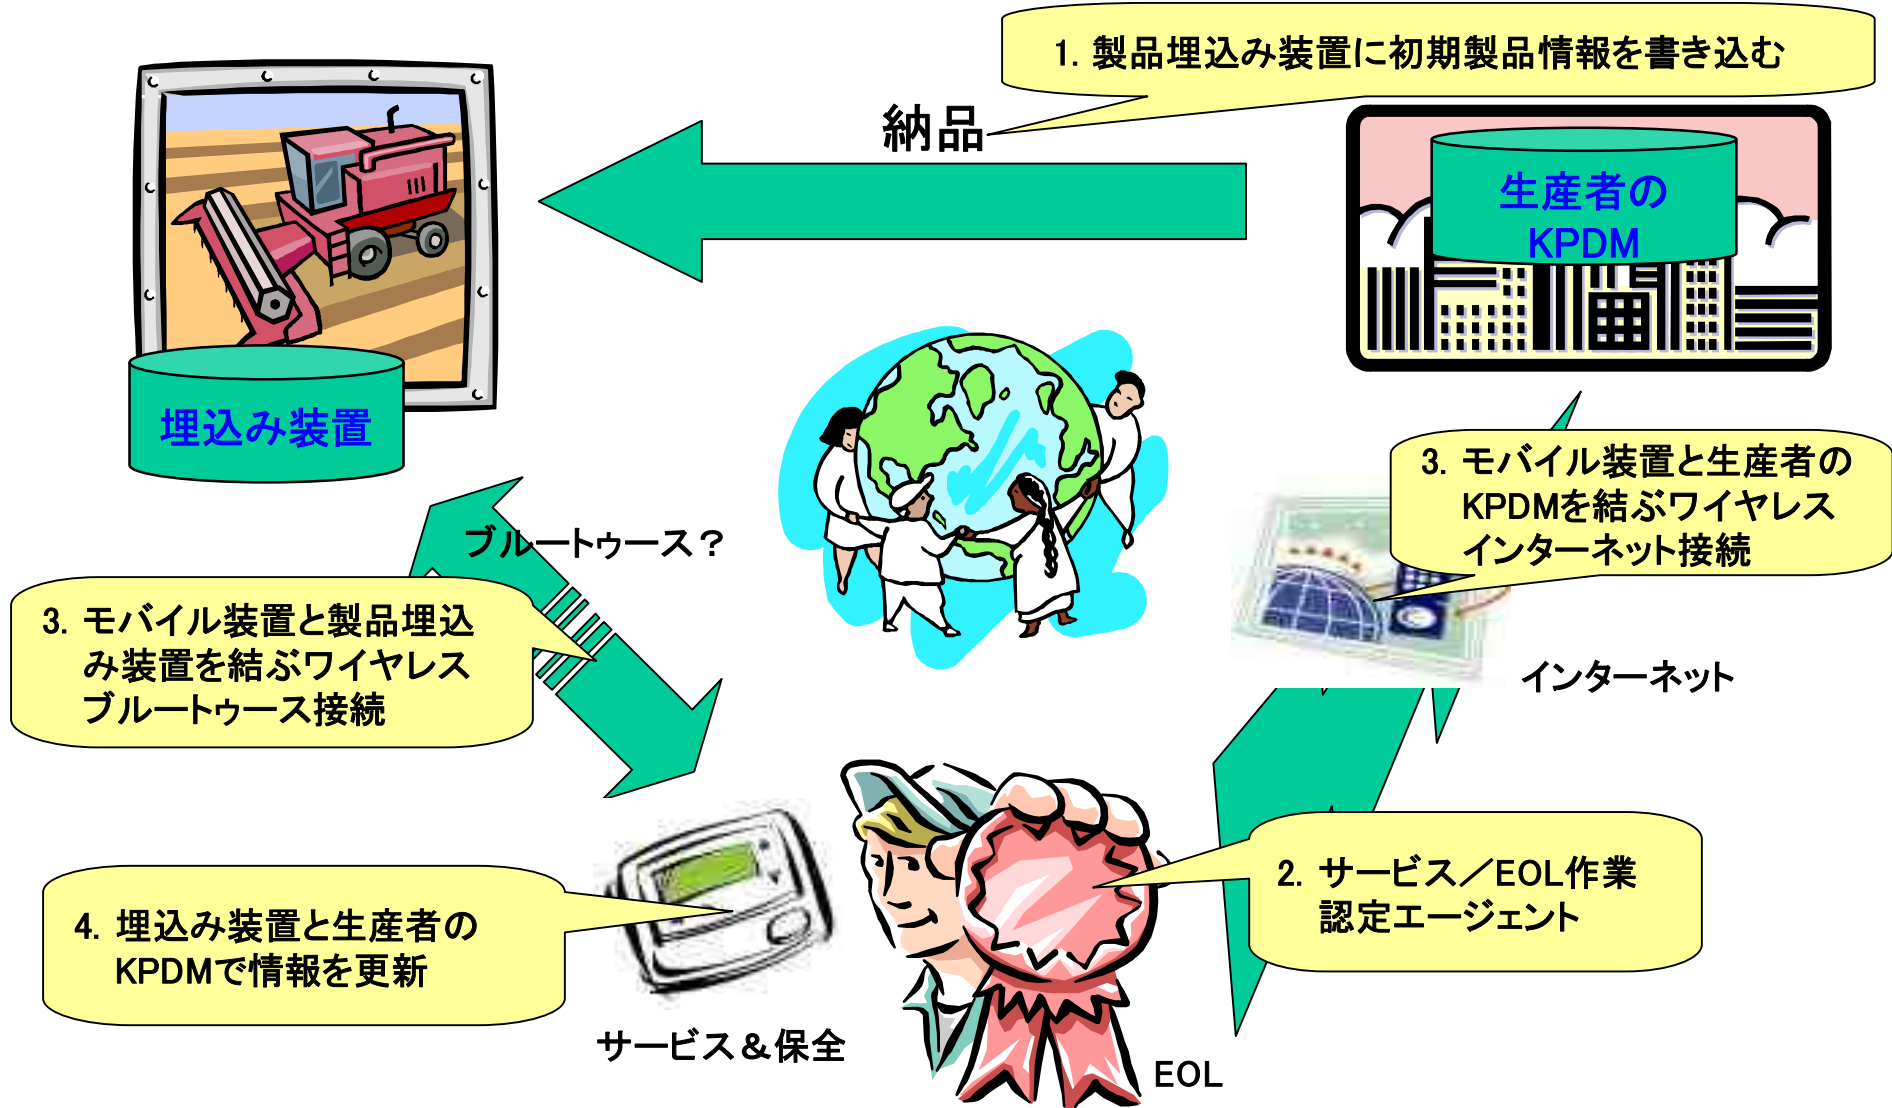 1. 製品埋込み装置に初期製品情報を書き込む
納品
生産者の
KPDM
埋込み装置
ブルートゥース？
3. モバイル装置と生産者の
KPDMを結ぶワイヤレス
インターネット接続
3. モバイル装置と製品埋込
み装置を結ぶワイヤレス
ブルートゥース接続
インターネット
2. サービス／EOL作業
認定エージェント
4. 埋込み装置と生産者の
KPDMで情報を更新
サービス＆保全
EOL